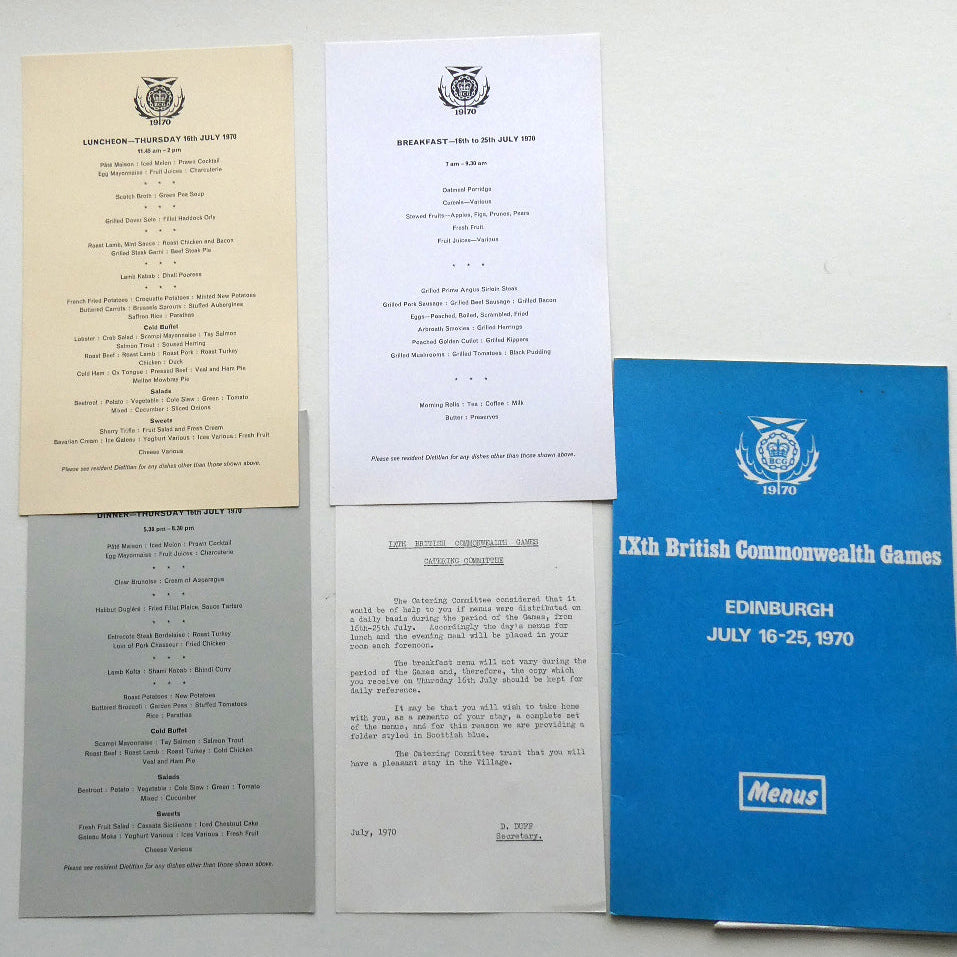 BCG
1970
LUNCHEON—THURSDAY 16th JULY 1970
11.45 am – 2 pm
Pâté Maison : Iced Melon : Prawn Cocktail
Egg Mayonnaise : Fruit Juices : Charcuterie
* * *
Scotch Broth : Green Pea Soup
* * *
Grilled Dover Sole : Fillet Haddock Orly
* * *
Roast Lamb, Mint Sauce : Roast Chicken and Bacon
Grilled Steak Garni : Beef Steak Pie
* * *
Lamb Kabab : Dhall Pooress
* * *
French Fried Potatoes : Croquette Potatoes : Minted New Potatoes
Buttered Carrots : Brussels Sprouts : Stuffed Aubergines
Saffron Rice : Parathas
Cold Buffet
Lobster : Crab Salad : Scampi Mayonnaise : Tay Salmon
Salmon Trout : Soused Herring
Roast Beef : Roast Lamb : Roast Pork : Roast Turkey
Chicken : Duck
Cold Ham : Ox Tongue : Pressed Beef : Veal and Ham Pie
Melton Mowbray Pie
Salads
Beetroot : Potato : Vegetable : Cole Slaw : Green : Tomato
Mixed : Cucumber : Sliced Onions
Sweets
Sherry Trifle : Fruit Salad and Fresh Cream
Bavarian Cream : Ice Gateau : Yoghurt Various : Ices Various : Fresh Fruit
Cheese Various
Please see resident Dietitian for any dishes other than those shown above.
BCG
1970
BREAKFAST—16th to 25th JULY 1970
7 am – 9.30 am
Oatmeal Porridge
Cereals—Various
Stewed Fruits—Apples, Figs, Prunes, Pears
Fresh Fruit
Fruit Juices—Various
* * *
Grilled Prime Angus Sirloin Steak
Grilled Pork Sausage : Grilled Beef Sausage : Grilled Bacon
Eggs—Poached, Boiled, Scrambled, Fried
Arbroath Smokies : Grilled Herrings
Poached Golden Cutlet : Grilled Kippers
Grilled Mushrooms : Grilled Tomatoes : Black Pudding
* * *
Morning Rolls : Tea : Coffee : Milk
Butter : Preserves
Please see resident Dietitian for any dishes other than those shown above.
DINNER—THURSDAY 16th JULY 1970
5.30 pm – 8.30 pm
Pâté Maison : Iced Melon : Prawn Cocktail
Egg Mayonnaise : Fruit Juices : Charcuterie
* * *
Clear Brunoise : Cream of Asparagus
* * *
Halibut Dugléré : Fried Fillet Plaice, Sauce Tartare
* * *
Entrecote Steak Bordelaise : Roast Turkey
Loin of Pork Chasseur : Fried Chicken
* * *
Lamb Kofta : Shami Kabab : Bhindi Curry
* * *
Roast Potatoes : New Potatoes
Buttered Broccoli : Garden Peas : Stuffed Tomatoes
Rice : Parathas
Cold Buffet
Scampi Mayonnaise : Tay Salmon : Salmon Trout
Roast Beef : Roast Lamb : Roast Turkey : Cold Chicken
Veal and Ham Pie
Salads
Beetroot : Potato : Vegetable : Cole Slaw : Green : Tomato
Mixed : Cucumber
Sweets
Fresh Fruit Salad : Cassata Sicilienne : Iced Chestnut Cake
Gateau Moka : Yoghurt Various : Ices Various : Fresh Fruit
Cheese Various
Please see resident Dietitian for any dishes other than those shown above.
IXTH BRITISH COMMONWEALTH GAMES
CATERING COMMITTEE
The Catering Committee considered that it
would be of help to you if menus were distributed on
a daily basis during the period of the Games, from
16th-25th July. Accordingly the day's menus for
lunch and the evening meal will be placed in your
room each forenoon.
The breakfast menu will not vary during the
period of the Games and, therefore, the copy which
you receive on Thursday 16th July should be kept for
daily reference.
It may be that you will wish to take home
with you, as a memento of your stay, a complete set
of the menus, and for this reason we are providing a
folder styled in Scottish blue.
The Catering Committee trust that you will
have a pleasant stay in the Village.
July, 1970
D. DUFF
Secretary.
BCG
1970
IXth British Commonwealth Games
EDINBURGH
JULY 16-25, 1970
Menus